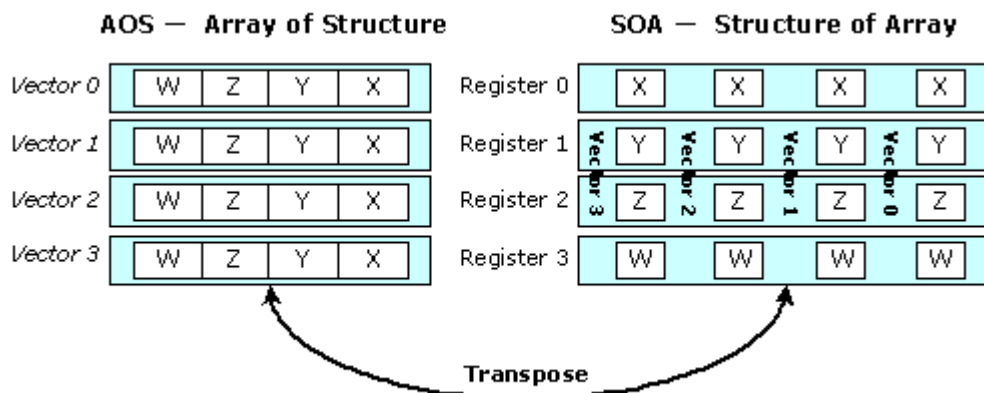 AOS — Array of Structure
Vector 0 W Z Y X
Vector 1 W Z Y X
Vector 2 W Z Y X
Vector 3 W Z Y X
SOA — Structure of Array
Register 0 X X X X
Register 1 Y Y Y Y
Register 2 Z Z Z Z
Register 3 W W W W
Vector 3
Vector 2
Vector 1
Vector 0
Transpose